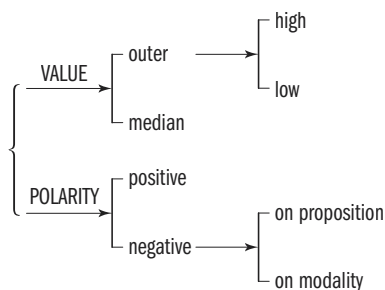 high
outer
VALUE
low
median
positive
POLARITY
on proposition
negative
on modality